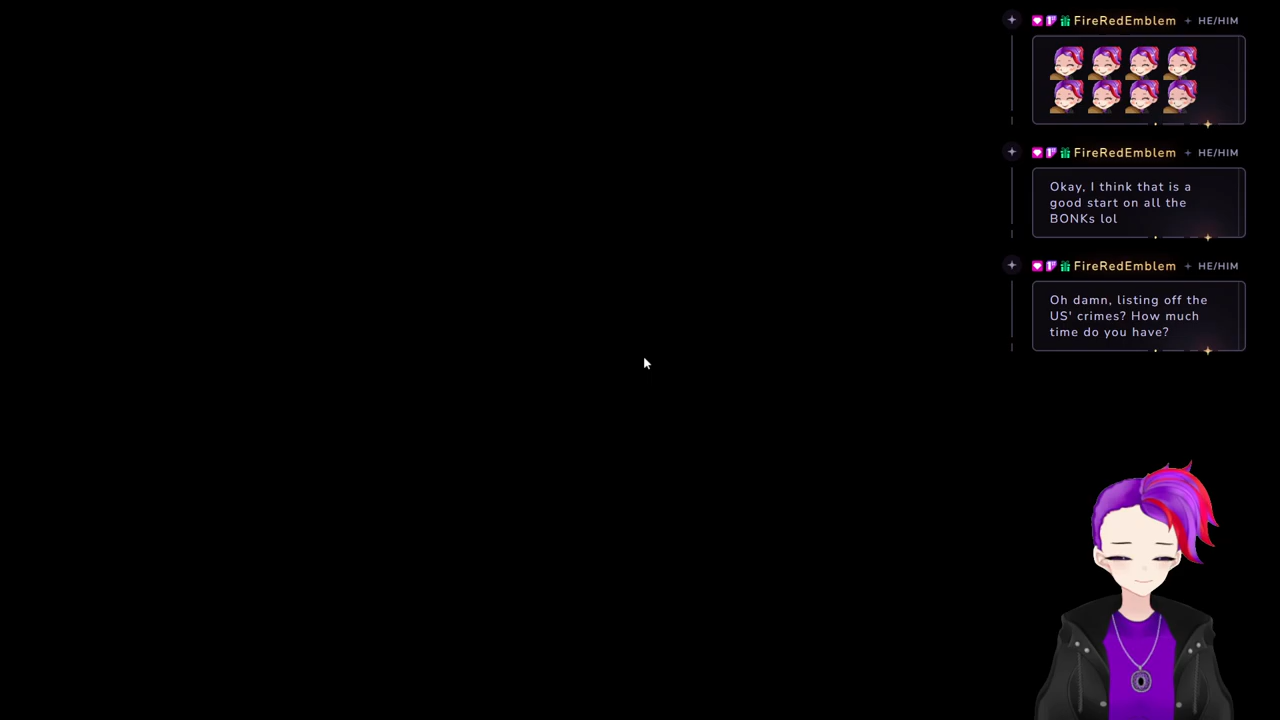 FireRedEmblem HE/HIM
FireRedEmblem HE/HIM
Okay, I think that is a
good start on all the
BONKs lol
FireRedEmblem HE/HIM
Oh damn, listing off the
US' crimes? How much
time do you have?